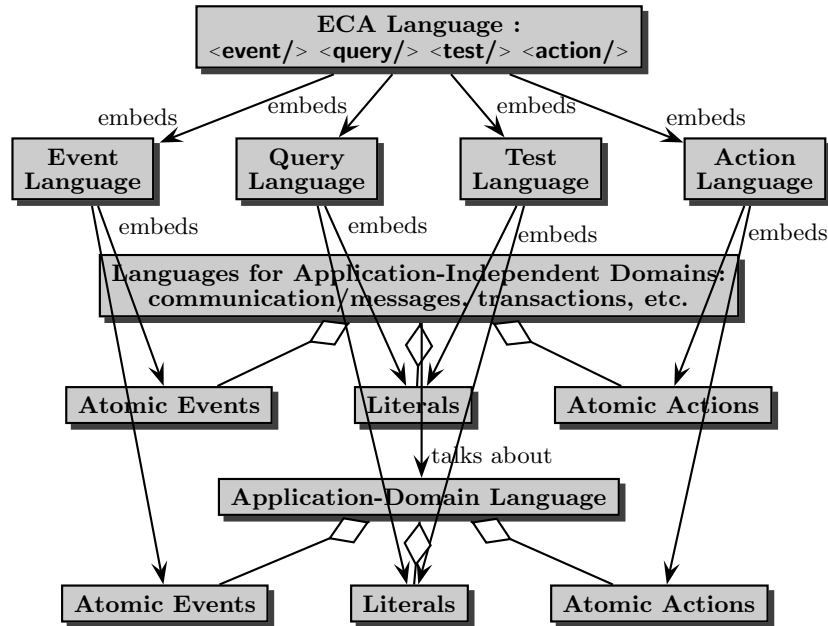 ECA Language :
<event/> <query/> <test/> <action/>
embeds
embeds
embeds
embeds
Event
Language
Query
Language
Test
Language
Action
Language
embeds
embeds
embeds
embeds
Languages for Application-Independent Domains:
communication/messages, transactions, etc.
Atomic Events
Literals
Atomic Actions
talks about
Application-Domain Language
Atomic Events
Literals
Atomic Actions